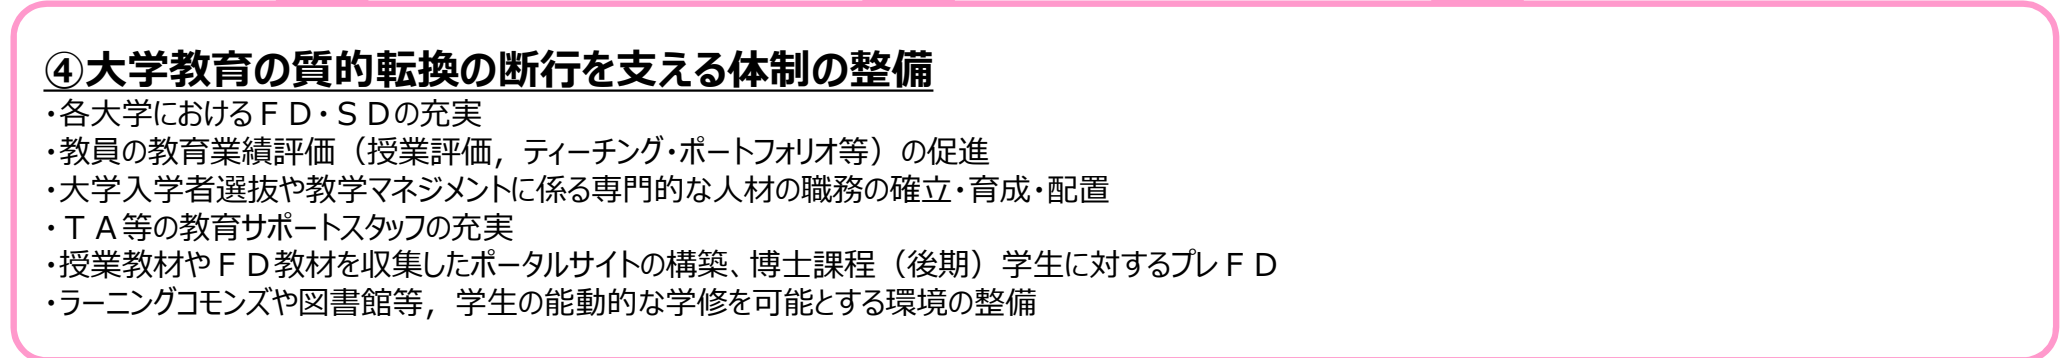 ④大学教育の質的転換の断行を支える体制の整備
・各大学におけるＦＤ・ＳＤの充実
・教員の教育業績評価（授業評価，ティーチング・ポートフォリオ等）の促進
・大学入学者選抜や教学マネジメントに係る専門的な人材の職務の確立・育成・配置
・ＴＡ等の教育サポートスタッフの充実
・授業教材やＦＤ教材を収集したポータルサイトの構築、博士課程（後期）学生に対するプレＦＤ
・ラーニングコモンズや図書館等，学生の能動的な学修を可能とする環境の整備